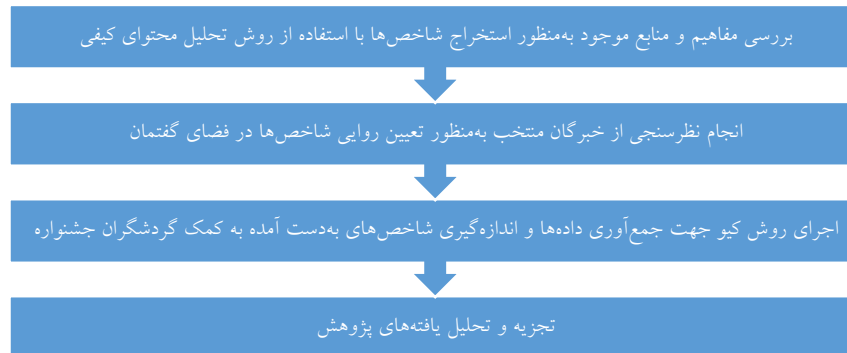 بررسی مفاهیم و منابع موجود به‌منظور استخراج شاخص‌ها با استفاده از روش تحلیل محتوای کیفی
انجام نظرسنجی از خبرگان منتخب به‌منظور تعیین روایی شاخص‌ها در فضای گفتمان
اجرای روش کیو جهت جمع‌آوری داده‌ها و اندازه‌گیری شاخص‌های به‌دست آمده به کمک گردشگران جشنواره
تجزیه و تحلیل یافته‌های پژوهش